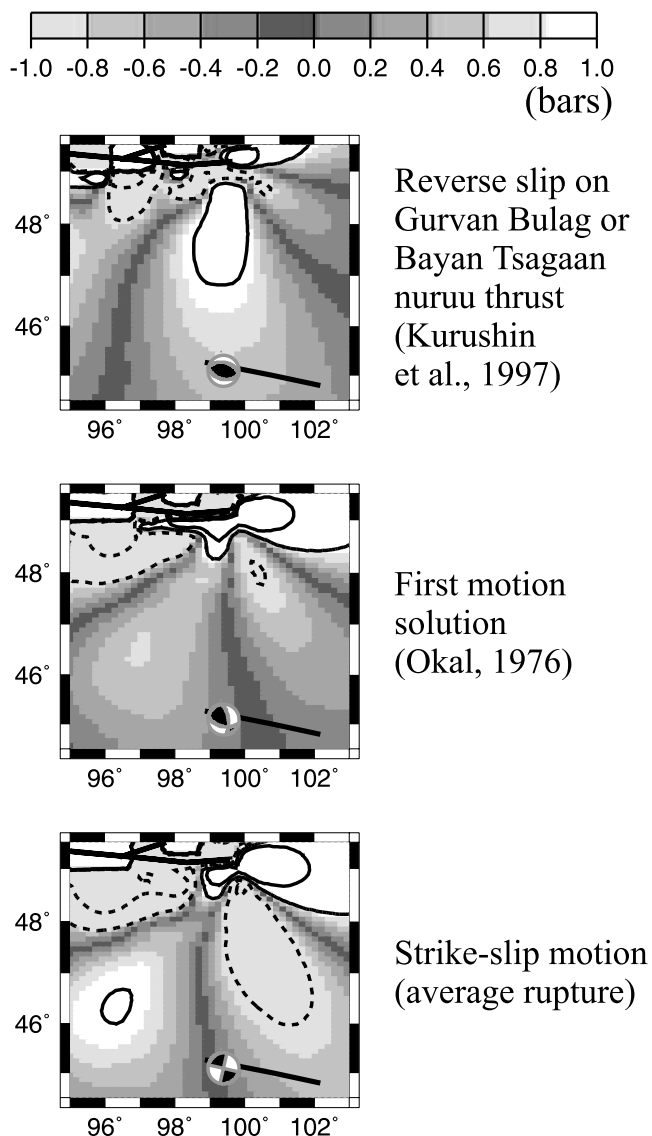 -1.0 -0.8 -0.6 -0.4 -0.2 0.0 0.2 0.4 0.6 0.8 1.0
(bars)
48˚
46˚
96˚ 98˚ 100˚ 102˚
Reverse slip on
Gurvan Bulag or
Bayan Tsagaan
nuruu thrust
(Kurushin
et al., 1997)
48˚
46˚
96˚ 98˚ 100˚ 102˚
First motion
solution
(Okal, 1976)
48˚
46˚
96˚ 98˚ 100˚ 102˚
Strike-slip motion
(average rupture)